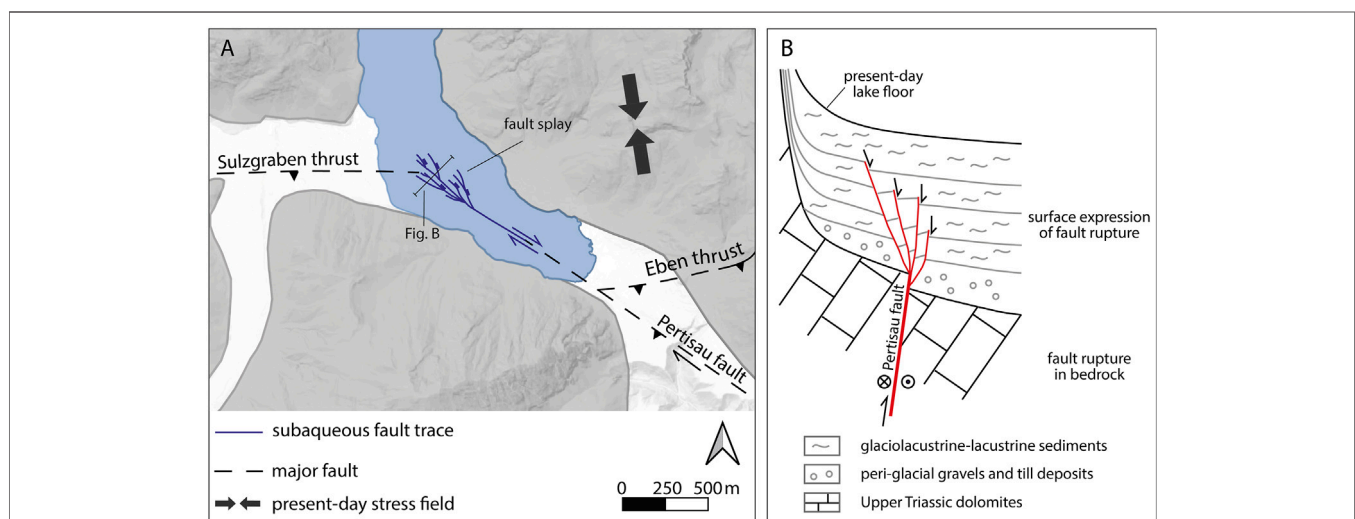 A
fault splay
Sulzgraben thrust
Fig. B
Eben thrust
Pertisau fault
subaqueous fault trace
major fault
present-day stress field
0 250 500 m
B
present-day
lake floor
surface expression
of fault rupture
Pertisau fault
fault rupture
in bedrock
glaciolacustrine-lacustrine sediments
peri-glacial gravels and till deposits
Upper Triassic dolomites